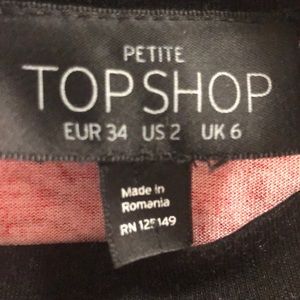 PETITE
TOPSHOP
EUR 34 US 2 UK 6
Made in
Romania
RN 125149